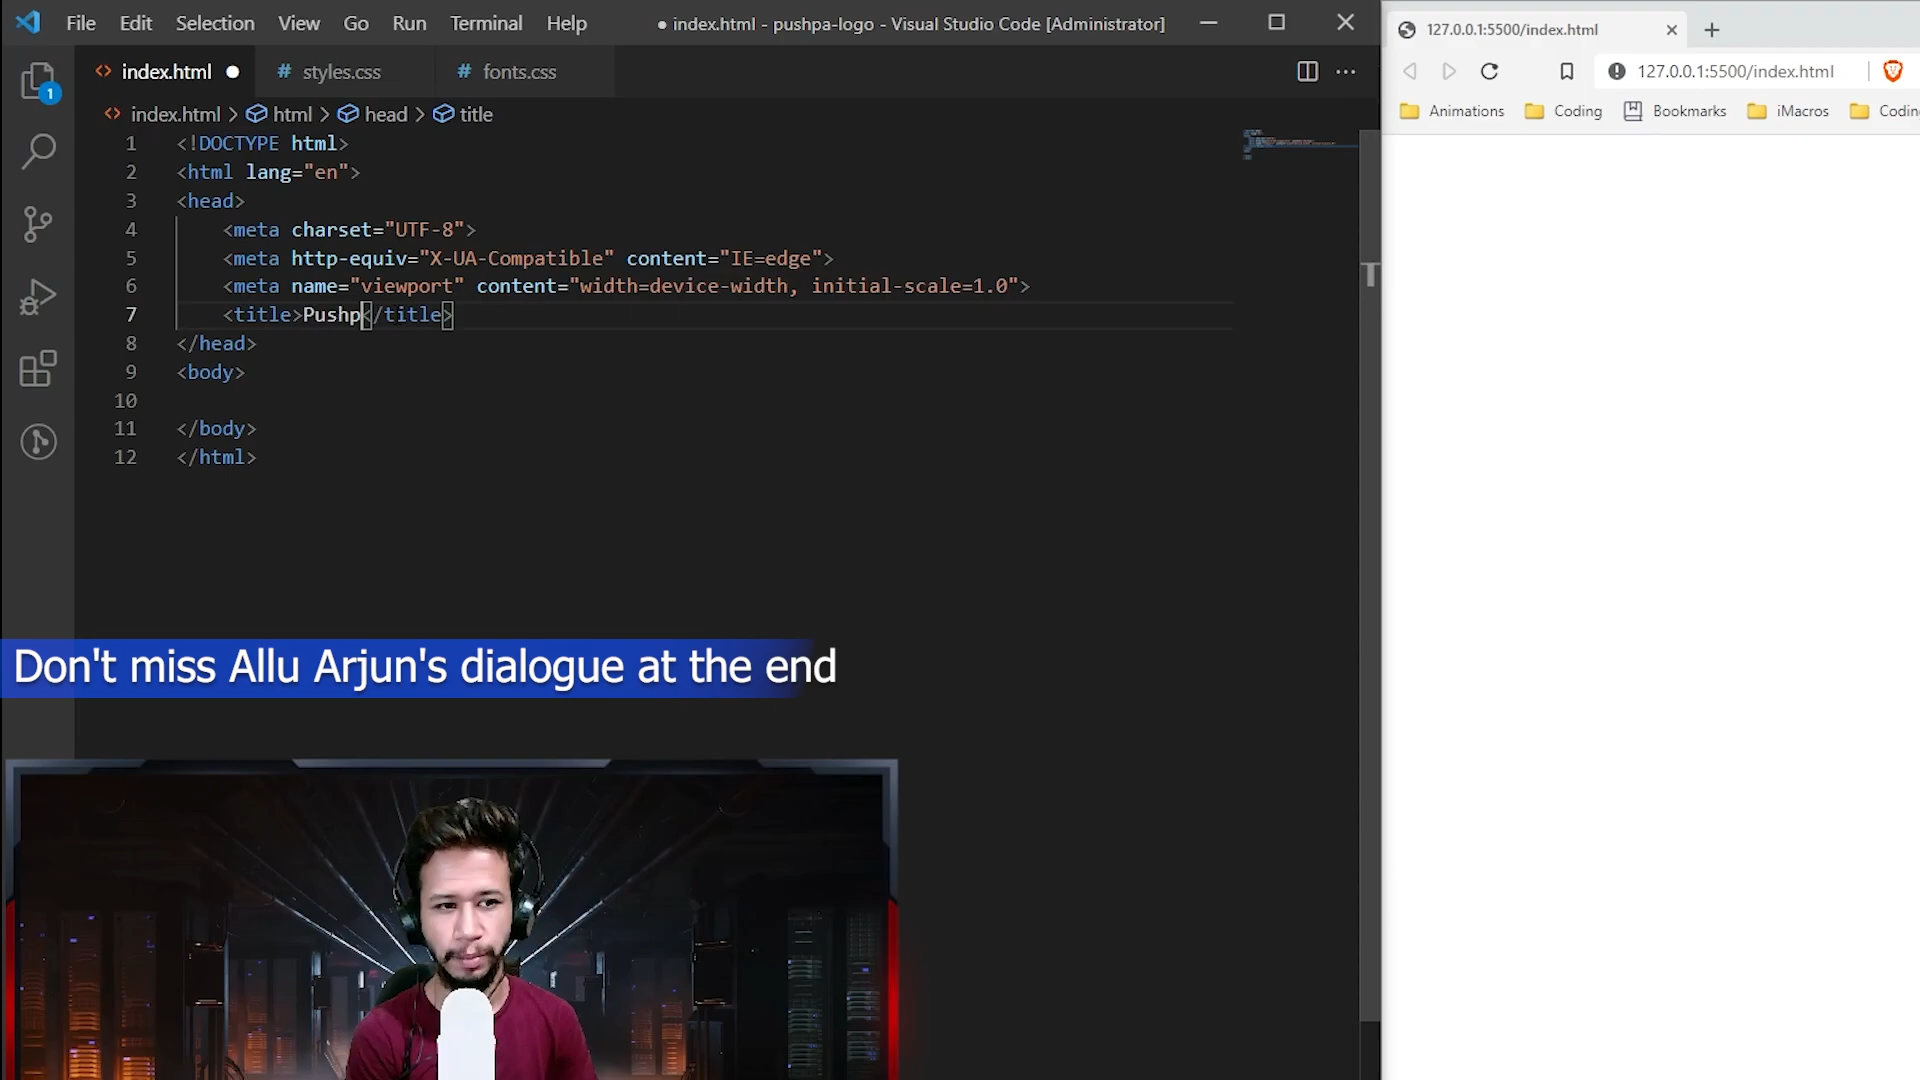 File Edit Selection View Go Run Terminal Help ● index.html - pushpa-logo - Visual Studio Code [Administrator]
index.html ● # styles.css # fonts.css
index.html > html > head > title
1 <!DOCTYPE html>
2 <html lang="en">
3 <head>
4 <meta charset="UTF-8">
5 <meta http-equiv="X-UA-Compatible" content="IE=edge">
6 <meta name="viewport" content="width=device-width, initial-scale=1.0">
7 <title>Pushp</title>
8 </head>
9 <body>
10
11 </body>
12 </html>
1
Don't miss Allu Arjun's dialogue at the end
127.0.0.1:5500/index.html
127.0.0.1:5500/index.html
Animations Coding Bookmarks iMacros Codin